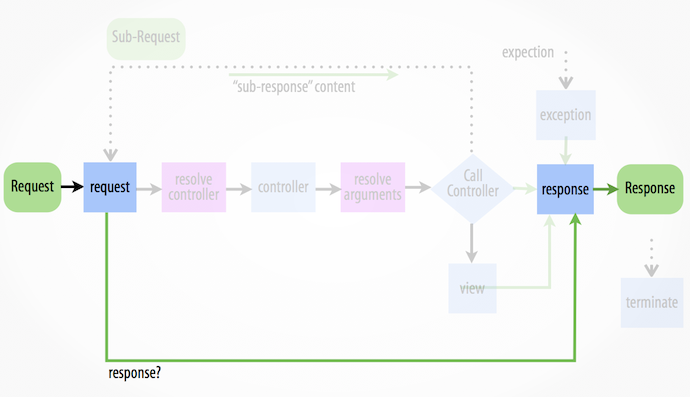 Sub-Request
"sub-response" content
expection
exception
Request
request
resolve
controller
controller
resolve
arguments
Call
Controller
response
Response
view
terminate
response?